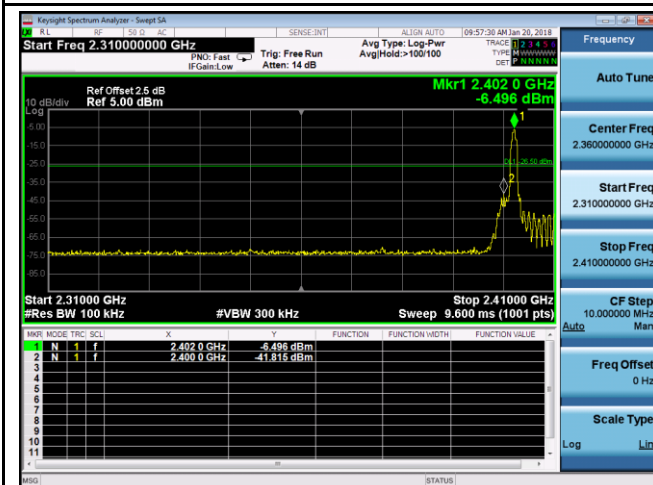 Keysight Spectrum Analyzer - Swept SA
RL RF 50 Ω AC SENSE:INT ALIGN AUTO 09:57:30 AM Jan 20, 2018
Start Freq 2.310000000 GHz
PNO: Fast
IFGain:Low
Trig: Free Run
Atten: 14 dB
Avg Type: Log-Pwr
Avg|Hold:>100/100
TRACE 1 2 3 4 5 6
TYPE M W W W W W
DET P N N N N N
Ref Offset 2.5 dB
Ref 5.00 dBm
10 dB/div
Log
Mkr1 2.402 0 GHz
-6.496 dBm
1
-5.00
-15.0
-25.0
DL1 -26.50 dBm
-35.0
2
-45.0
-55.0
-65.0
-75.0
-85.0
Start 2.31000 GHz
Stop 2.41000 GHz
#Res BW 100 kHz
#VBW 300 kHz
Sweep 9.600 ms (1001 pts)
MKR MODE TRC SCL X Y FUNCTION FUNCTION WIDTH FUNCTION VALUE
1 N 1 f 2.402 0 GHz -6.496 dBm
2 N 1 f 2.400 0 GHz -41.815 dBm
3
4
5
6
7
8
9
10
11
MSG STATUS
Frequency
Auto Tune
Center Freq
2.360000000 GHz
Start Freq
2.310000000 GHz
Stop Freq
2.410000000 GHz
CF Step
10.000000 MHz
Auto Man
Freq Offset
0 Hz
Scale Type
Log Lin